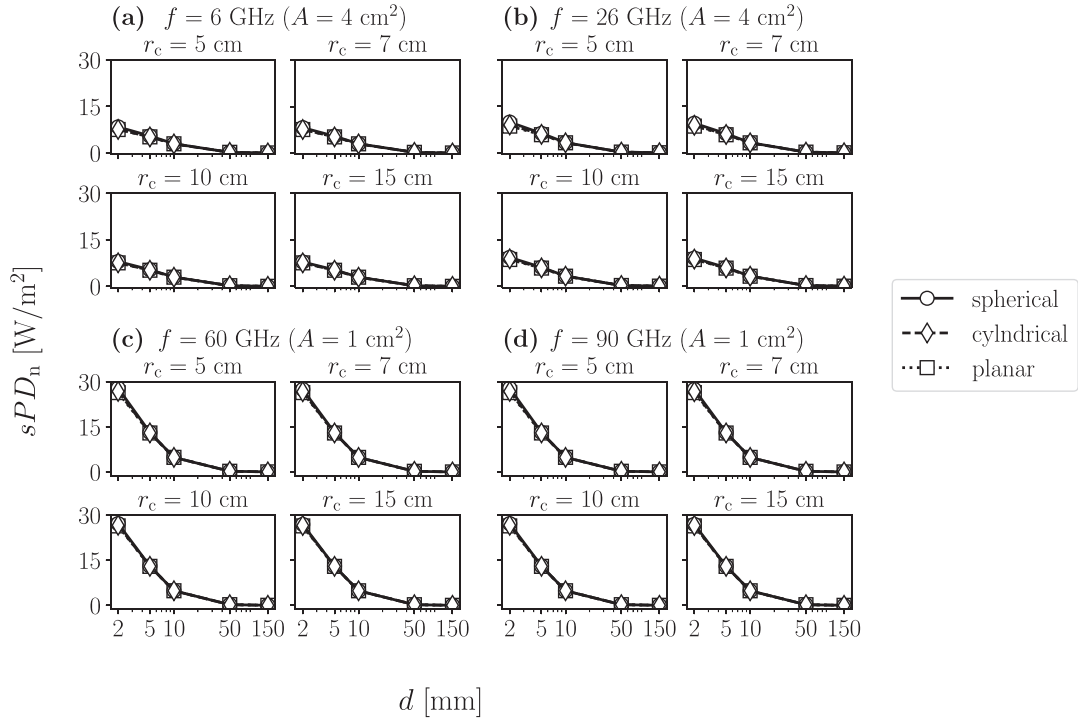 (a) f = 6 GHz (A = 4 cm²)
r_c = 5 cm
r_c = 7 cm
30
15
0
r_c = 10 cm
r_c = 15 cm
30
15
0
(b) f = 26 GHz (A = 4 cm²)
r_c = 5 cm
r_c = 7 cm
r_c = 10 cm
r_c = 15 cm
sPD_n [W/m²]
(c) f = 60 GHz (A = 1 cm²)
r_c = 5 cm
r_c = 7 cm
30
15
0
r_c = 10 cm
r_c = 15 cm
30
15
0
2 5 10 50 150
2 5 10 50 150
(d) f = 90 GHz (A = 1 cm²)
r_c = 5 cm
r_c = 7 cm
r_c = 10 cm
r_c = 15 cm
2 5 10 50 150
2 5 10 50 150
d [mm]
spherical
cylndrical
planar